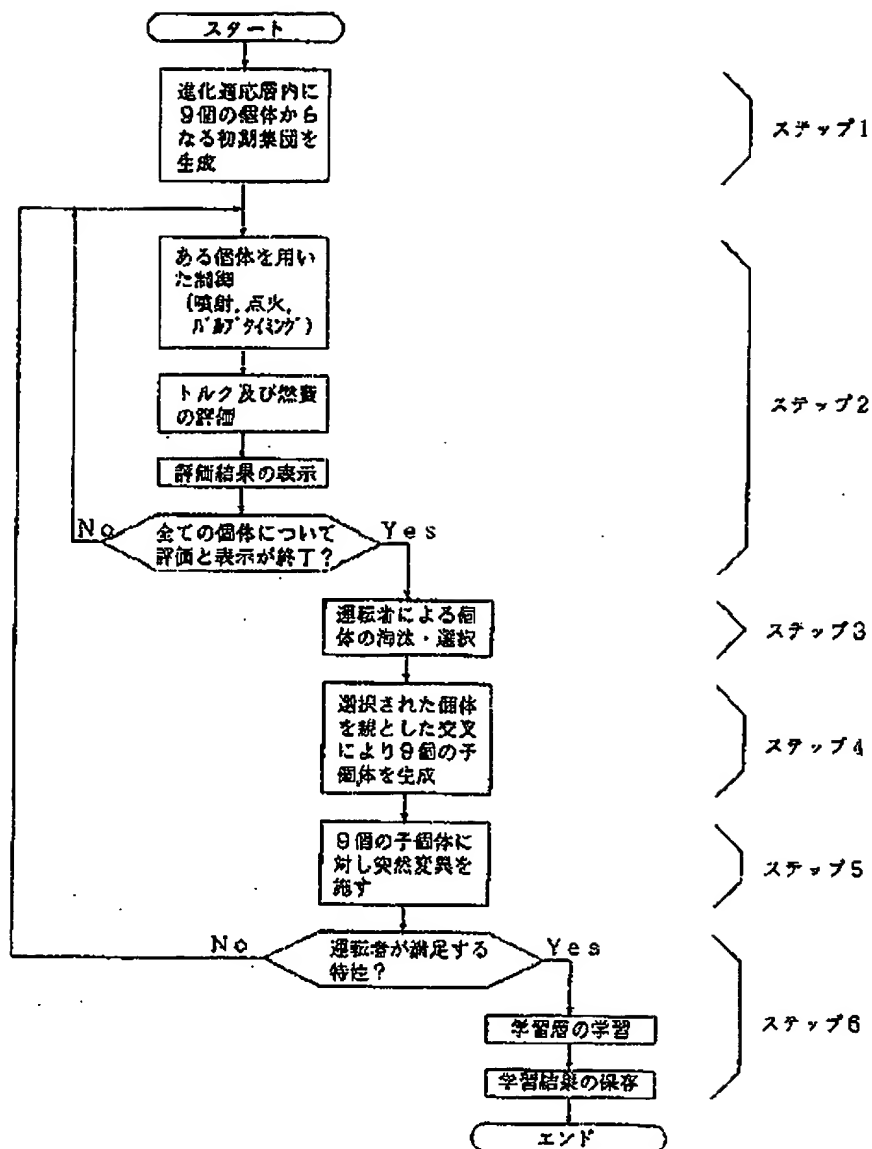 スタート
進化適応層内に
9個の個体から
なる初期集団を
生成
ステップ1
ある個体を用い
た制御
(噴射,点火,
バルブタイミング)
トルク及び燃費
の評価
ステップ2
評価結果の表示
No
全ての個体について
評価と表示が終了?
Yes
運転者による個
体の淘汰・選択
ステップ3
選択された個体
を親とした交叉
により9個の子
個体を生成
ステップ4
9個の子個体に
対し突然変異を
施す
ステップ5
No
運転者が満足する
特性?
Yes
学習層の学習
ステップ6
学習結果の保存
エンド